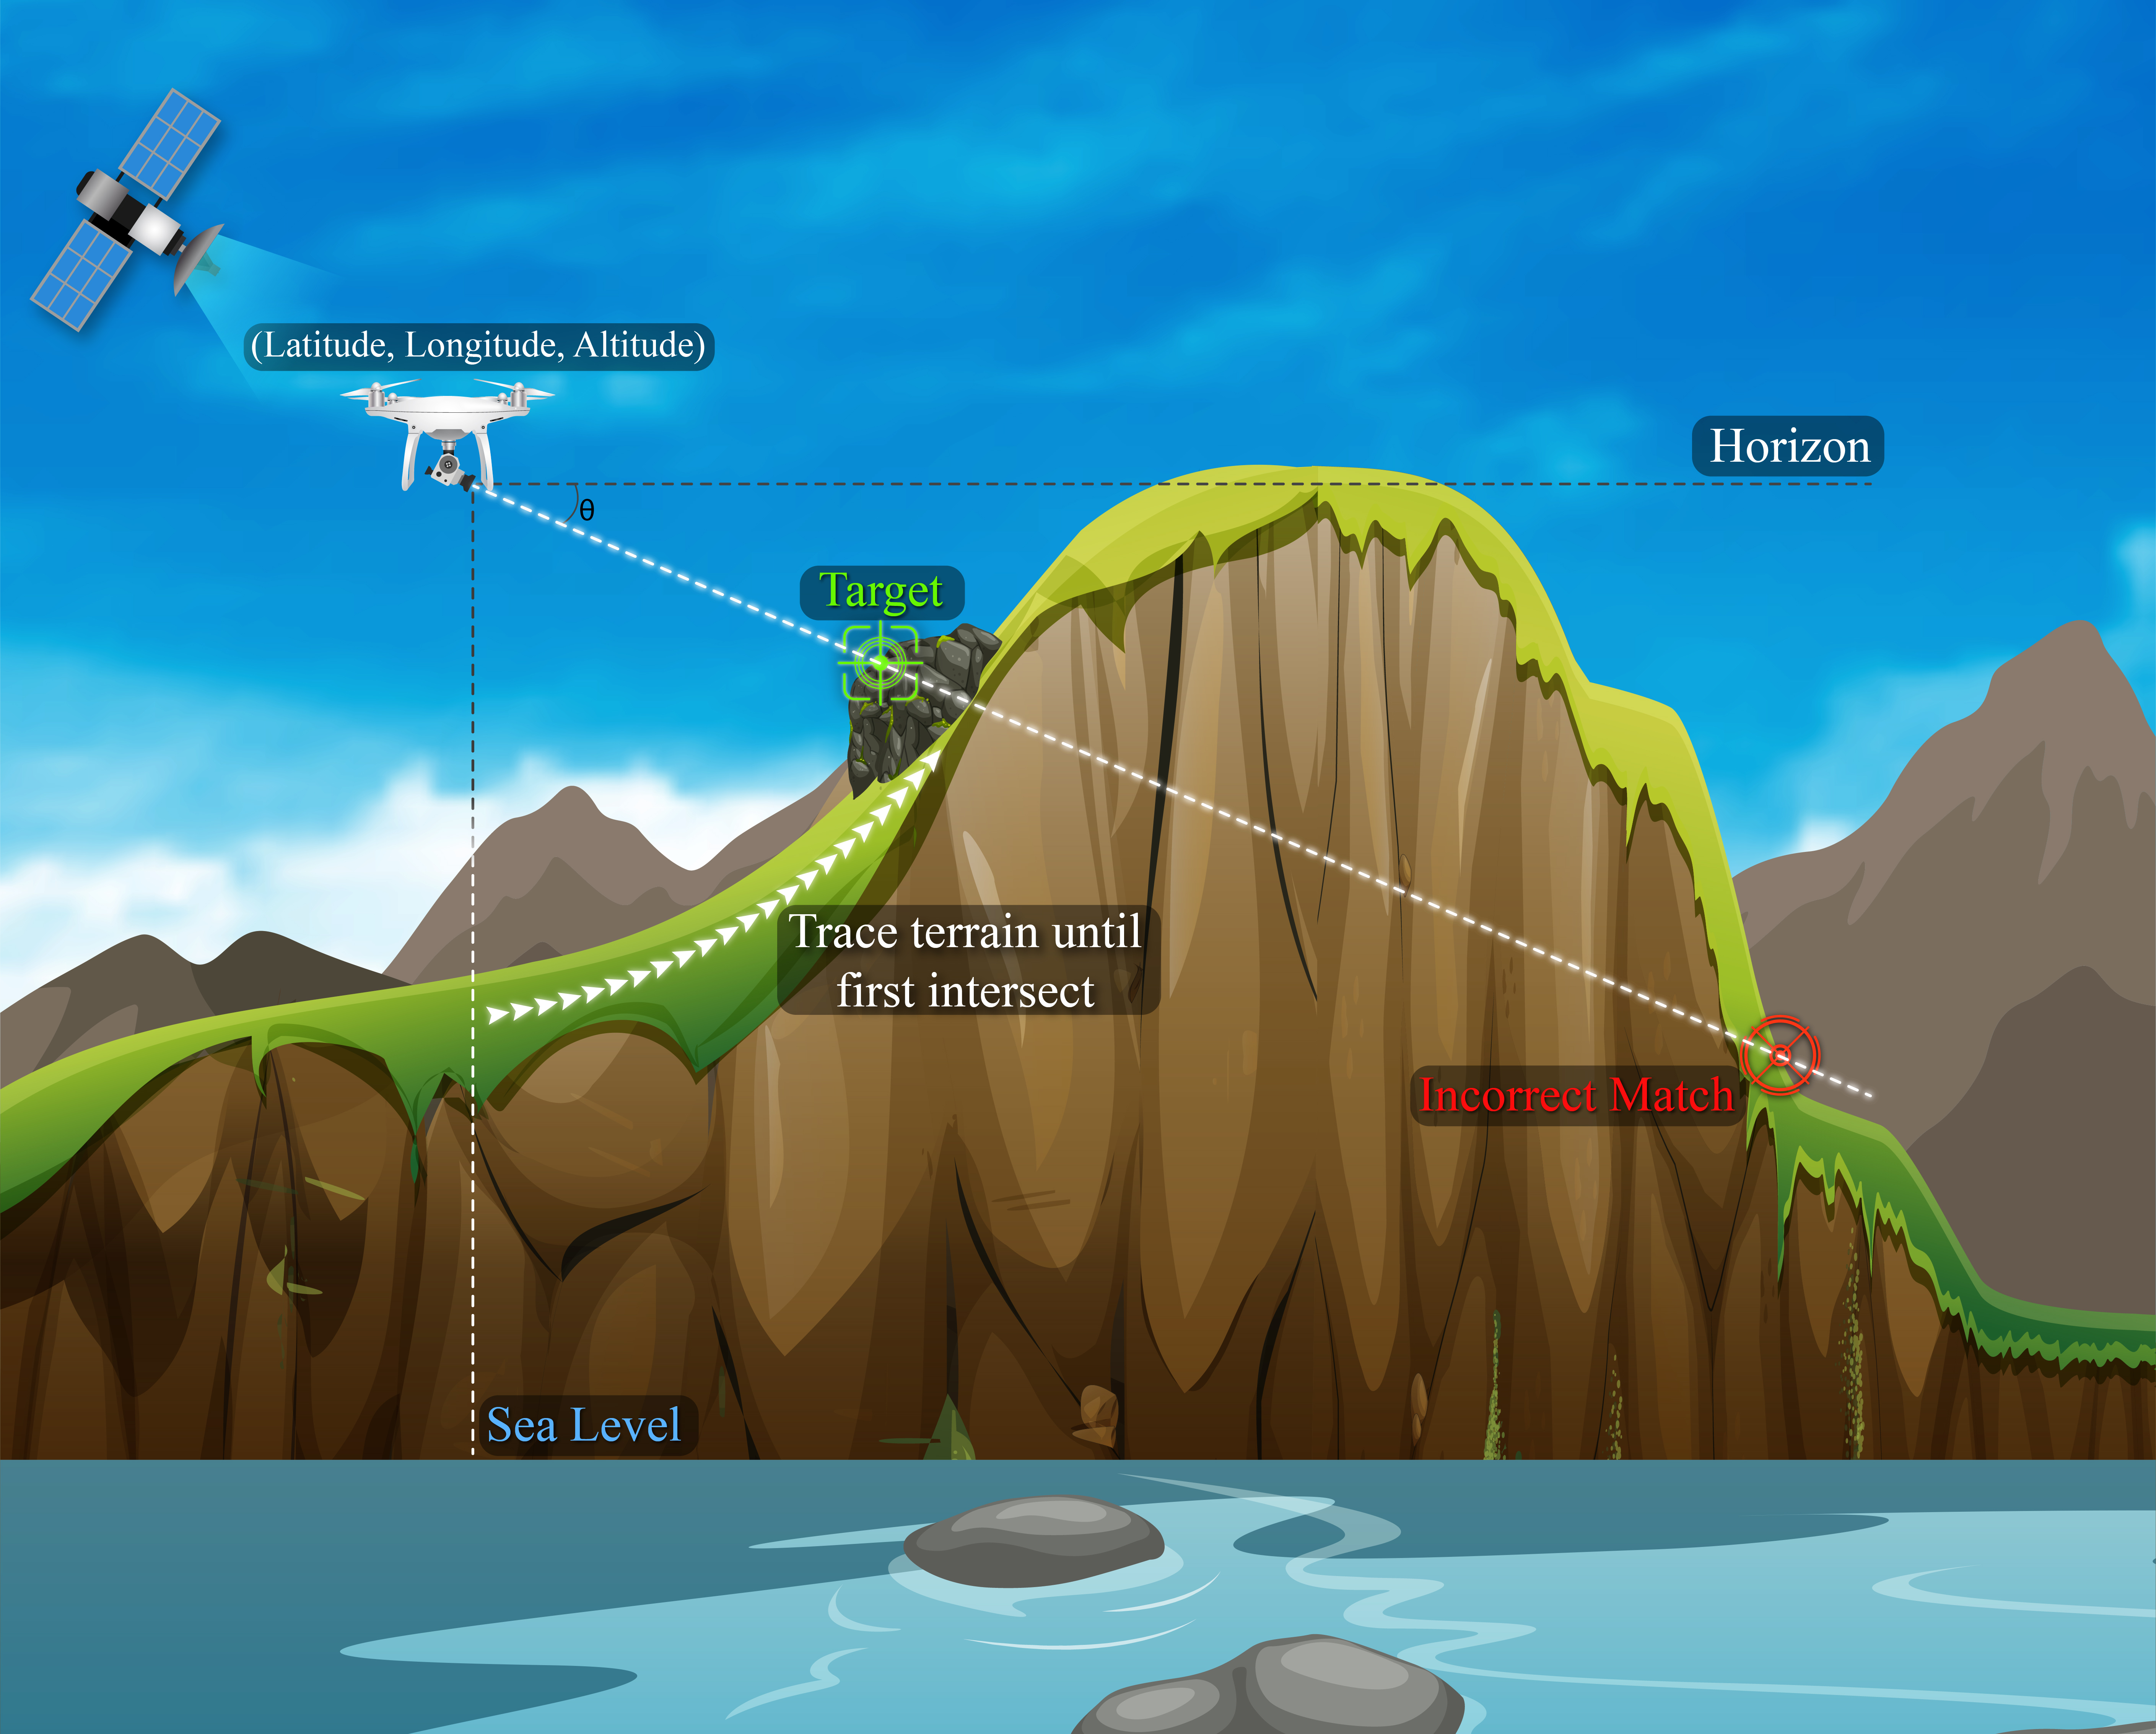 (Latitude, Longitude, Altitude)
Horizon
θ
Target
Trace terrain until
first intersect
Incorrect Match
Sea Level